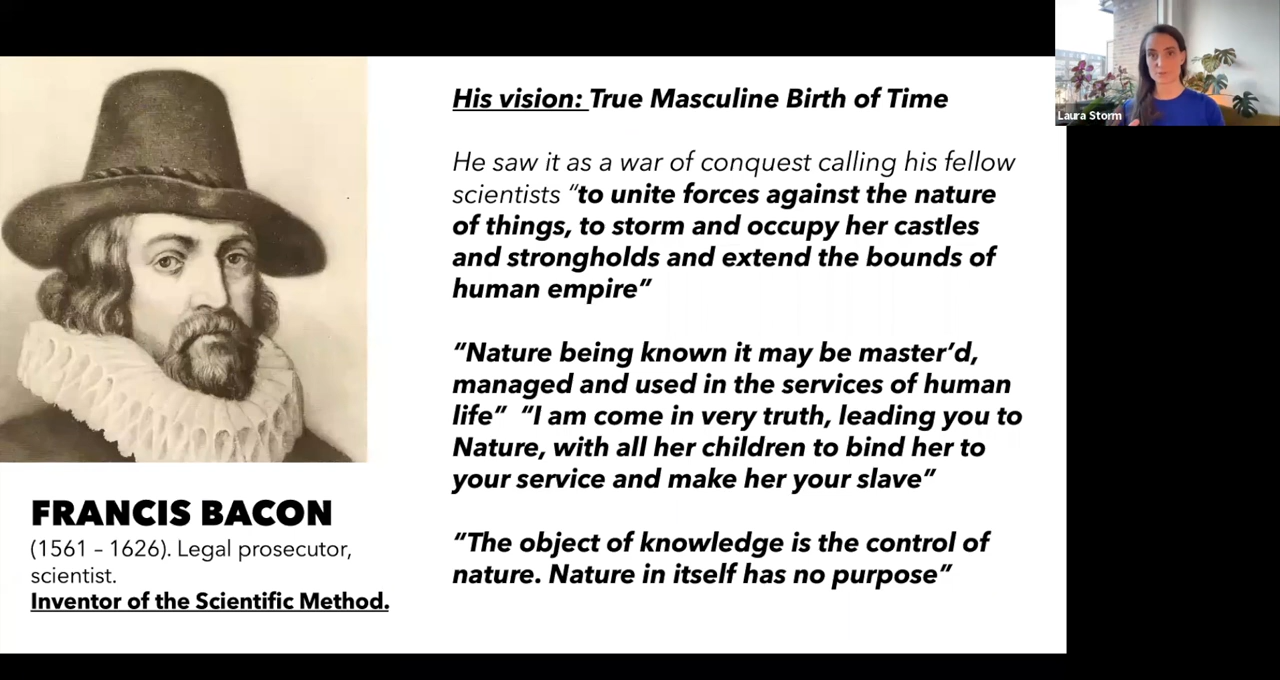 Laura Storm
His vision: True Masculine Birth of Time
He saw it as a war of conquest calling his fellow
scientists “to unite forces against the nature
of things, to storm and occupy her castles
and strongholds and extend the bounds of
human empire”
“Nature being known it may be master’d,
managed and used in the services of human
life” “I am come in very truth, leading you to
Nature, with all her children to bind her to
your service and make her your slave”
“The object of knowledge is the control of
nature. Nature in itself has no purpose”
FRANCIS BACON
(1561 – 1626). Legal prosecutor,
scientist.
Inventor of the Scientific Method.